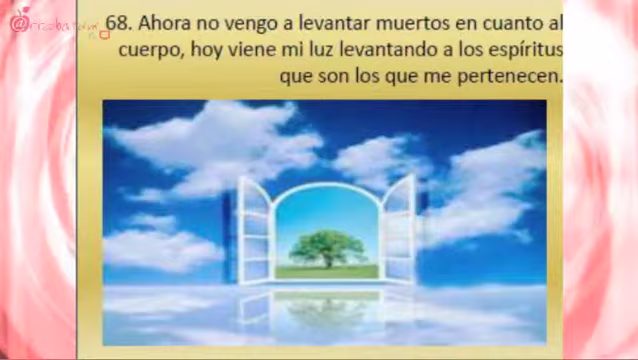 68. Ahora no vengo a levantar muertos en cuanto al
cuerpo, hoy viene mi luz levantando a los espíritus
que son los que me pertenecen.